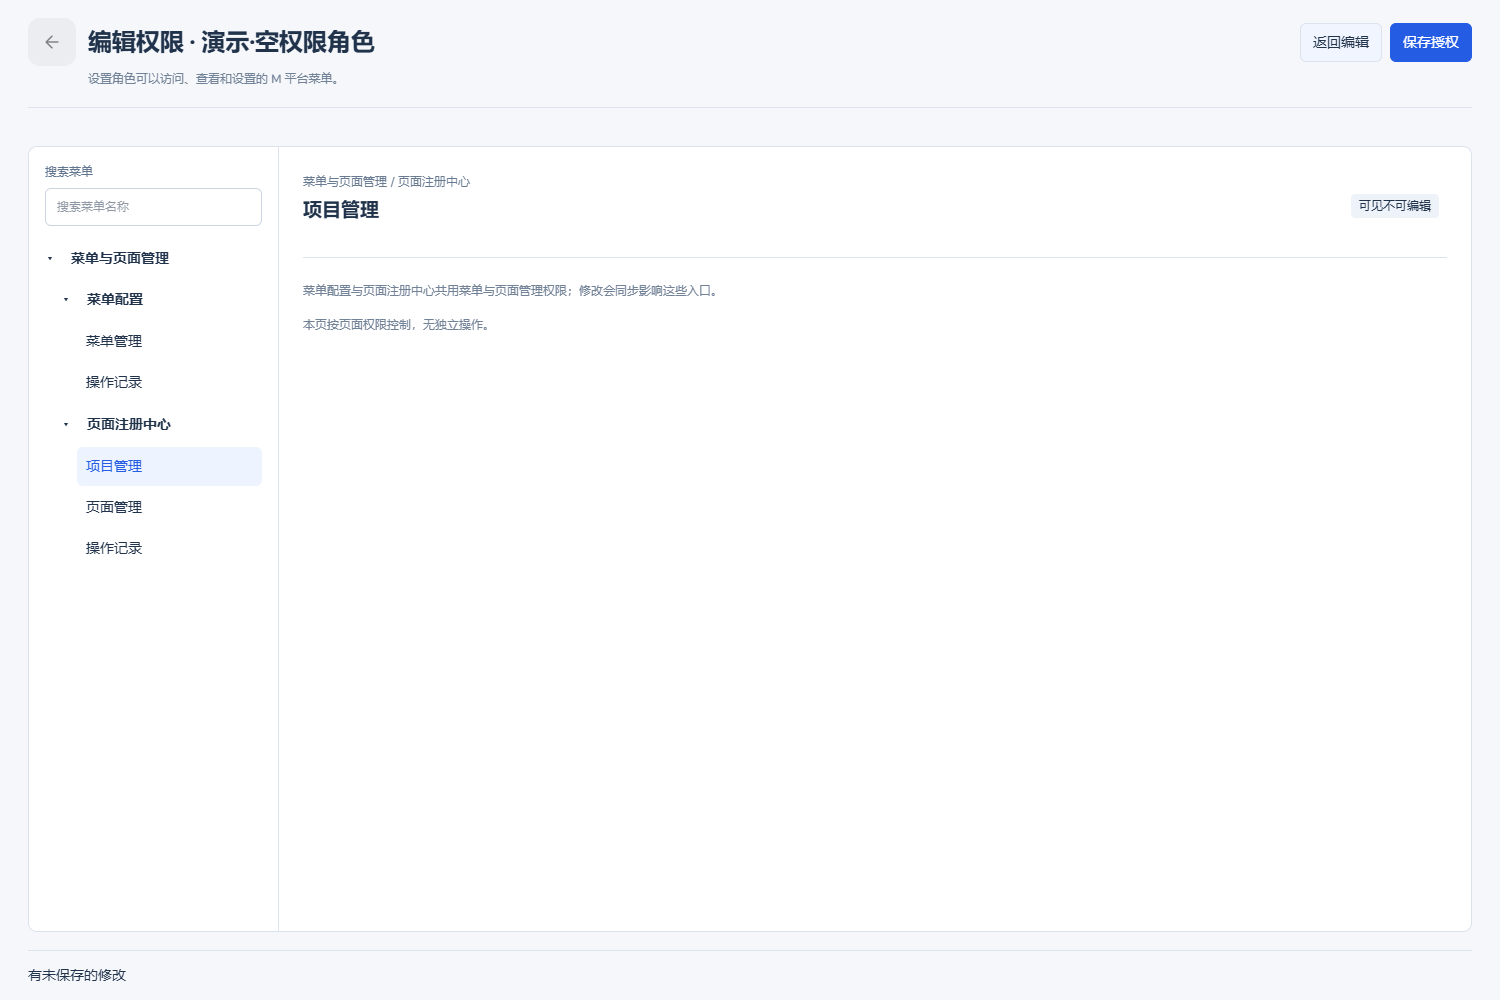 编辑权限 · 演示·空权限角色
返回编辑
保存授权
设置角色可以访问、查看和设置的 M 平台菜单。
搜索菜单
搜索菜单名称
菜单与页面管理
菜单配置
菜单管理
操作记录
页面注册中心
项目管理
页面管理
操作记录
菜单与页面管理 / 页面注册中心
项目管理
可见不可编辑
菜单配置与页面注册中心共用菜单与页面管理权限；修改会同步影响这些入口。
本页按页面权限控制，无独立操作。
有未保存的修改